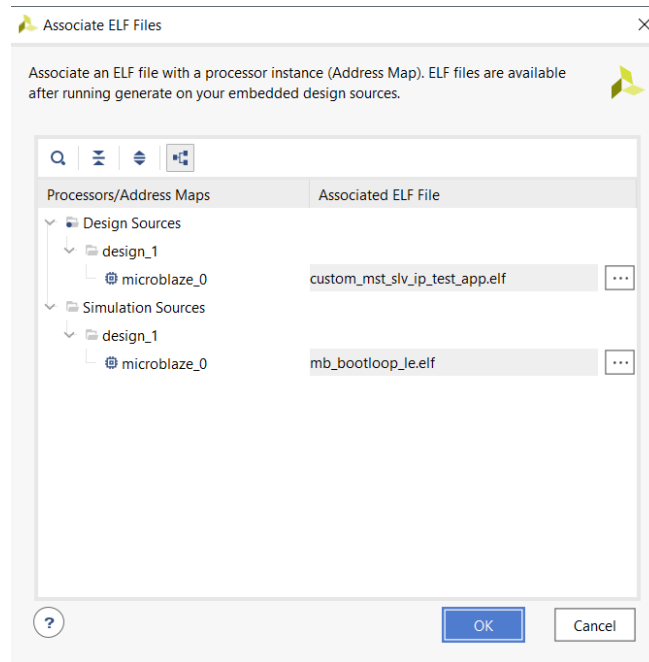 Associate ELF Files
Associate an ELF file with a processor instance (Address Map). ELF files are available
after running generate on your embedded design sources.
Processors/Address Maps Associated ELF File
Design Sources
design_1
microblaze_0 custom_mst_slv_ip_test_app.elf ...
Simulation Sources
design_1
microblaze_0 mb_bootloop_le.elf ...
? OK Cancel